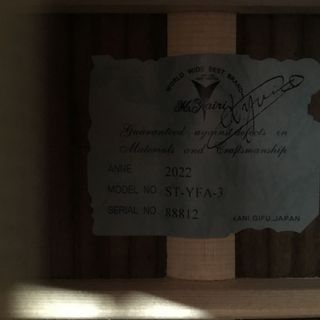 WORLD WIDE BEST BRAND
K.Yairi
Guaranteed against defects in
Materials and Craftsmanship
ANNE 2022
MODEL NO ST-YFA-3
SERIAL NO 88812
KANI,GIFU,JAPAN